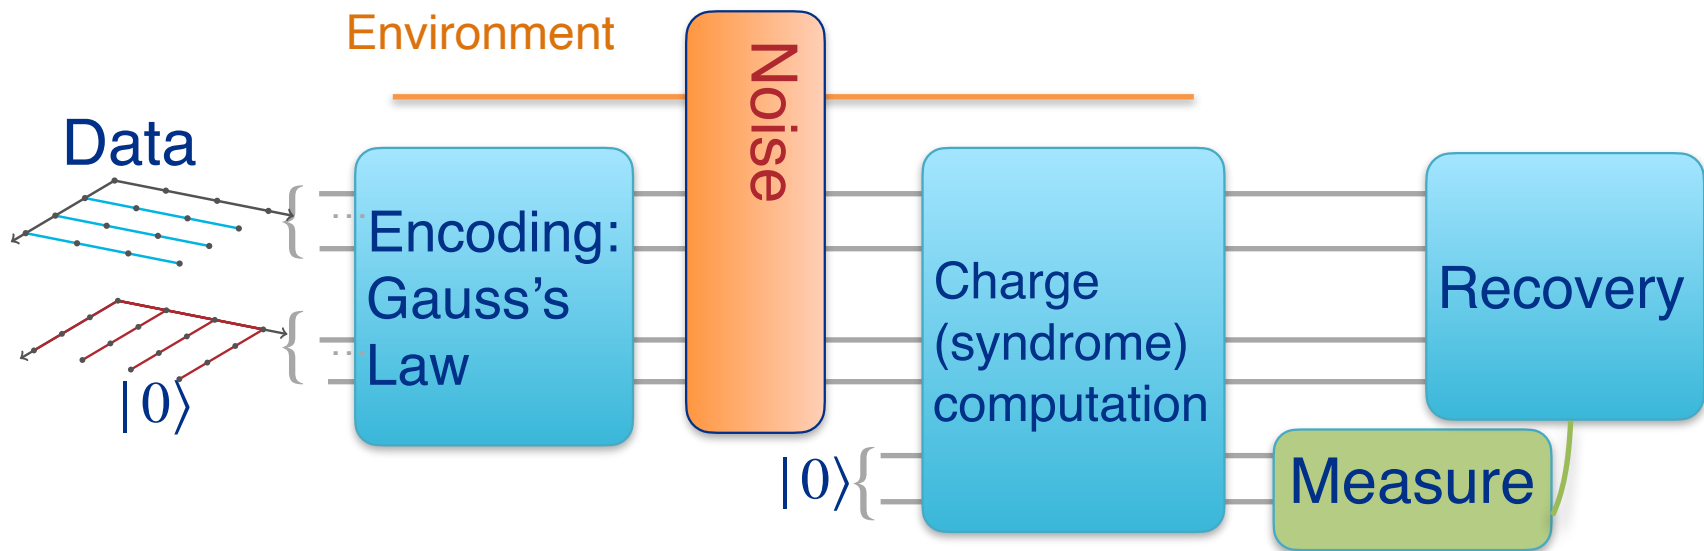 Environment
Noise
Data
Encoding:
Gauss’s
Law
|0⟩
Charge
(syndrome)
computation
|0⟩
Recovery
Measure